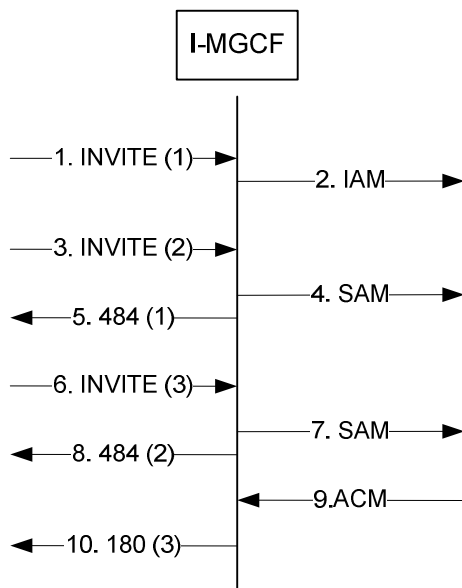 I-MGCF
1. INVITE (1)
2. IAM
3. INVITE (2)
4. SAM
5. 484 (1)
6. INVITE (3)
7. SAM
8. 484 (2)
9.ACM
10. 180 (3)